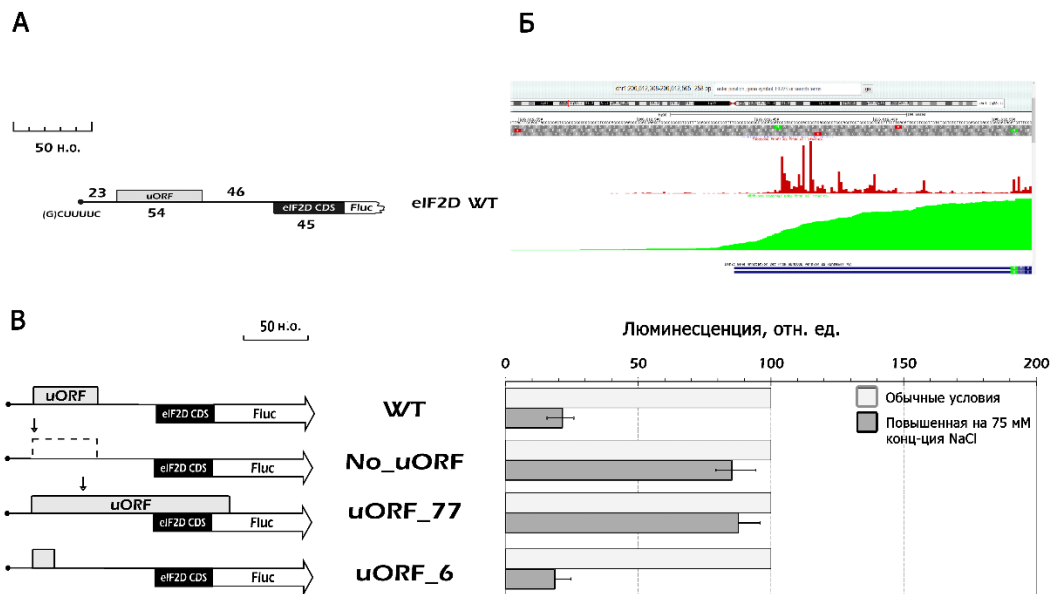 А
Б
50 н.о.
23
uORF
46
(G)CUUUUC
54
eIF2D CDS
Fluc
45
eIF2D WT
go
В
50 н.о.
Люминесценция, отн. ед.
0
50
100
150
200
uORF
eIF2D CDS
Fluc
WT
Обычные условия
Повышенная на 75 мМ
конц-ция NaCl
eIF2D CDS
Fluc
No_uORF
uORF
eIF2D CDS
Fluc
uORF_77
eIF2D CDS
Fluc
uORF_6